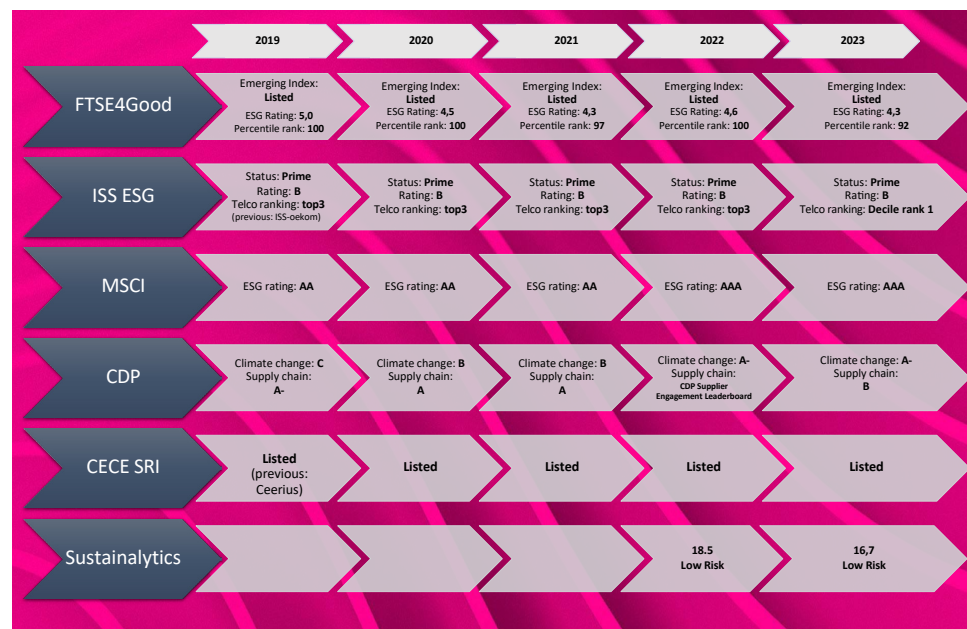 2019
2020
2021
2022
2023
FTSE4Good
Emerging Index:
Listed
ESG Rating: 5,0
Percentile rank: 100
Emerging Index:
Listed
ESG Rating: 4,5
Percentile rank: 100
Emerging Index:
Listed
ESG Rating: 4,3
Percentile rank: 97
Emerging Index:
Listed
ESG Rating: 4,6
Percentile rank: 100
Emerging Index:
Listed
ESG Rating: 4,3
Percentile rank: 92
ISS ESG
Status: Prime
Rating: B
Telco ranking: top3
(previous: ISS-oekom)
Status: Prime
Rating: B
Telco ranking: top3
Status: Prime
Rating: B
Telco ranking: top3
Status: Prime
Rating: B
Telco ranking: top3
Status: Prime
Rating: B
Telco ranking: Decile rank 1
MSCI
ESG rating: AA
ESG rating: AA
ESG rating: AA
ESG rating: AAA
ESG rating: AAA
CDP
Climate change: C
Supply chain:
A-
Climate change: B
Supply chain:
A
Climate change: B
Supply chain:
A
Climate change: A-
Supply chain:
CDP Supplier
Engagement Leaderboard
Climate change: A-
Supply chain:
B
CECE SRI
Listed
(previous:
Ceerius)
Listed
Listed
Listed
Listed
Sustainalytics
18.5
Low Risk
16,7
Low Risk